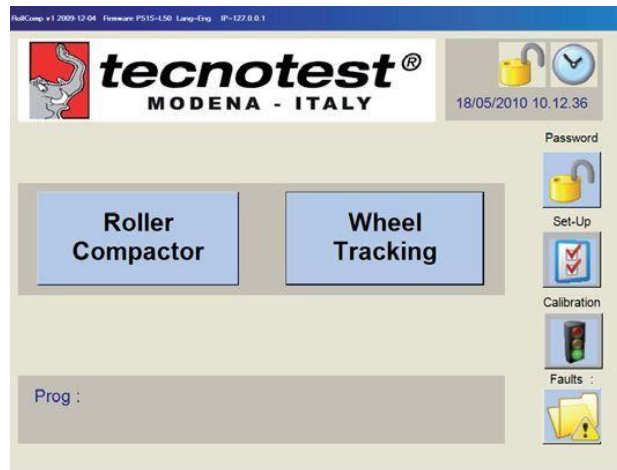 RollComp v1 2009-12-04 Firmware P515-L50 Lang-Eng IP-127.0.0.1
tecnotest®
MODENA - ITALY
18/05/2010 10.12.36
Password
Roller
Compactor
Wheel
Tracking
Set-Up
Calibration
Faults :
Prog :